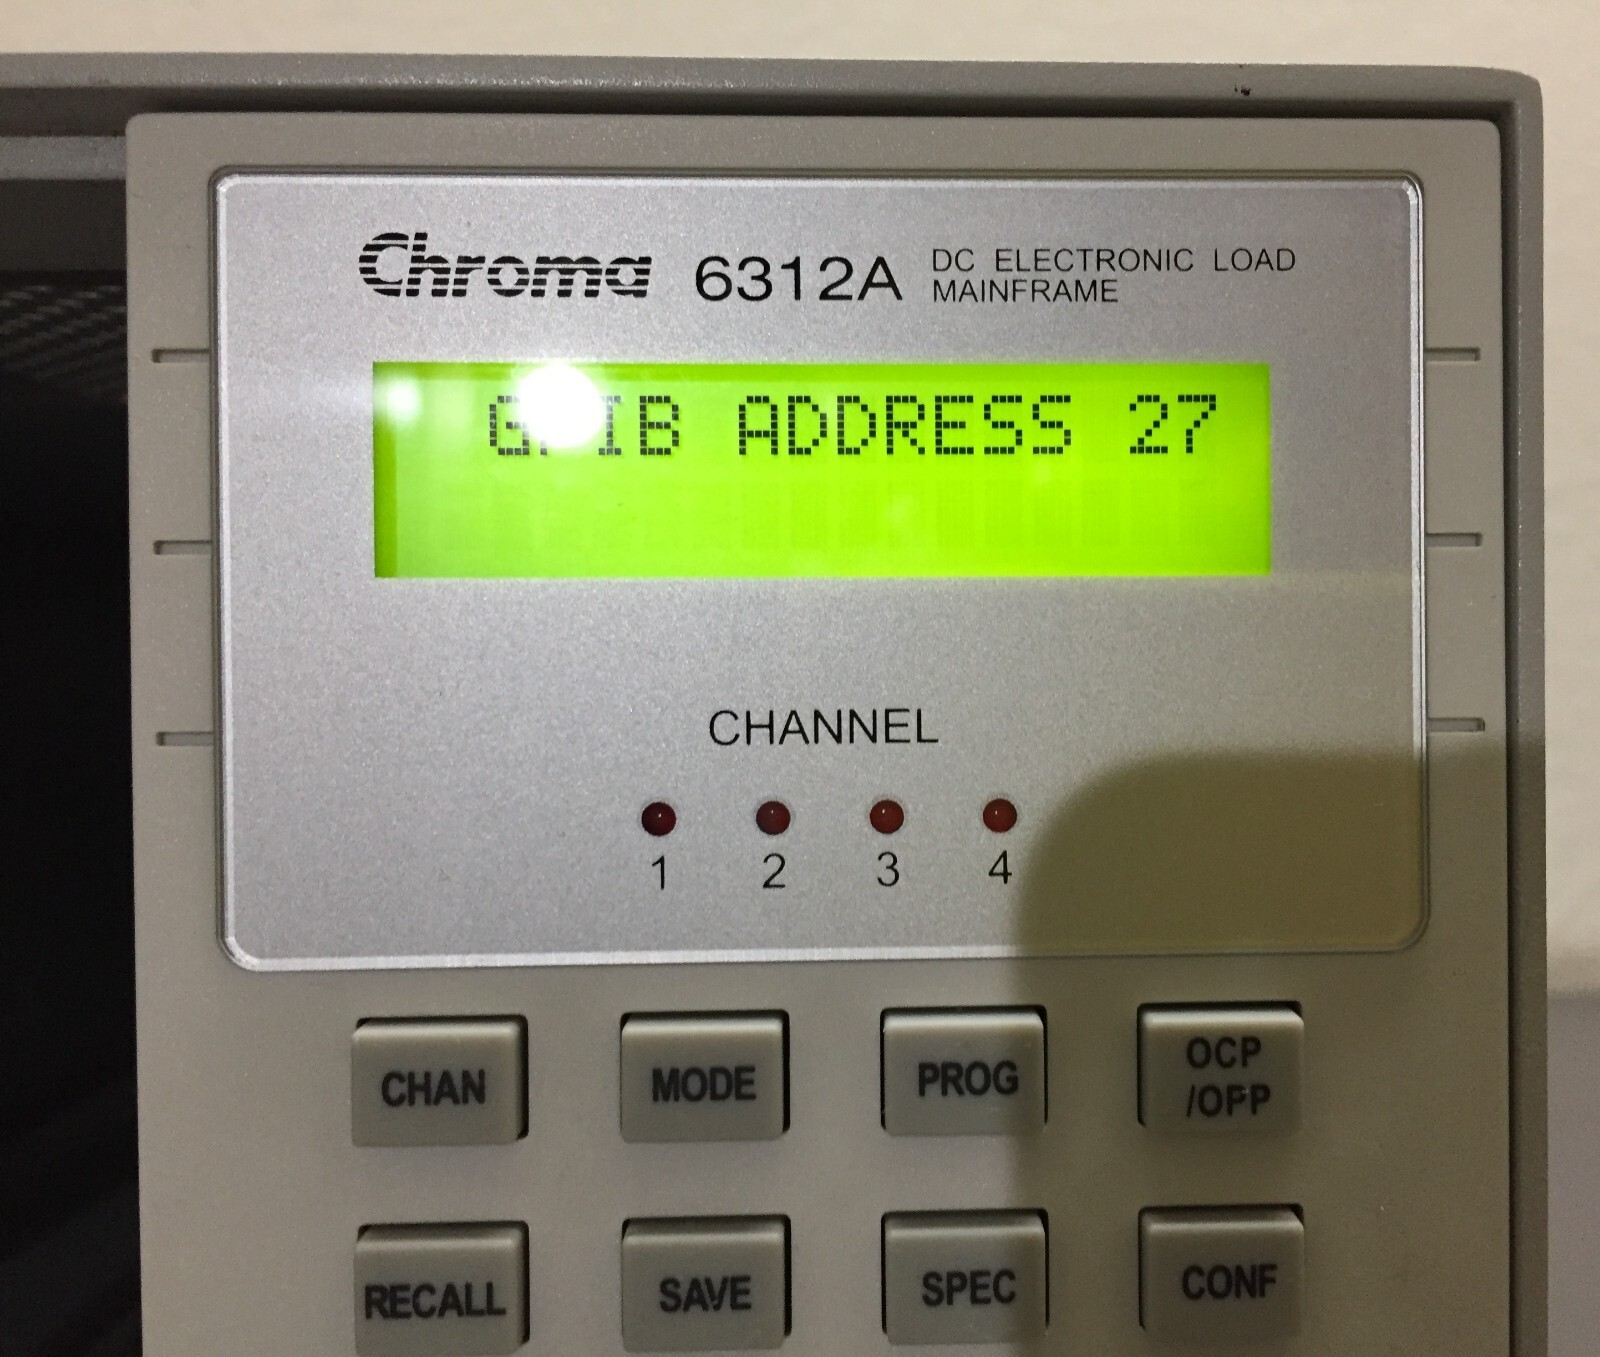 Chroma 6312A DC ELECTRONIC LOAD
MAINFRAME
GPIB ADDRESS 27
CHANNEL
1 2 3 4
CHAN MODE PROG OCP
/OPP
RECALL SAVE SPEC CONF